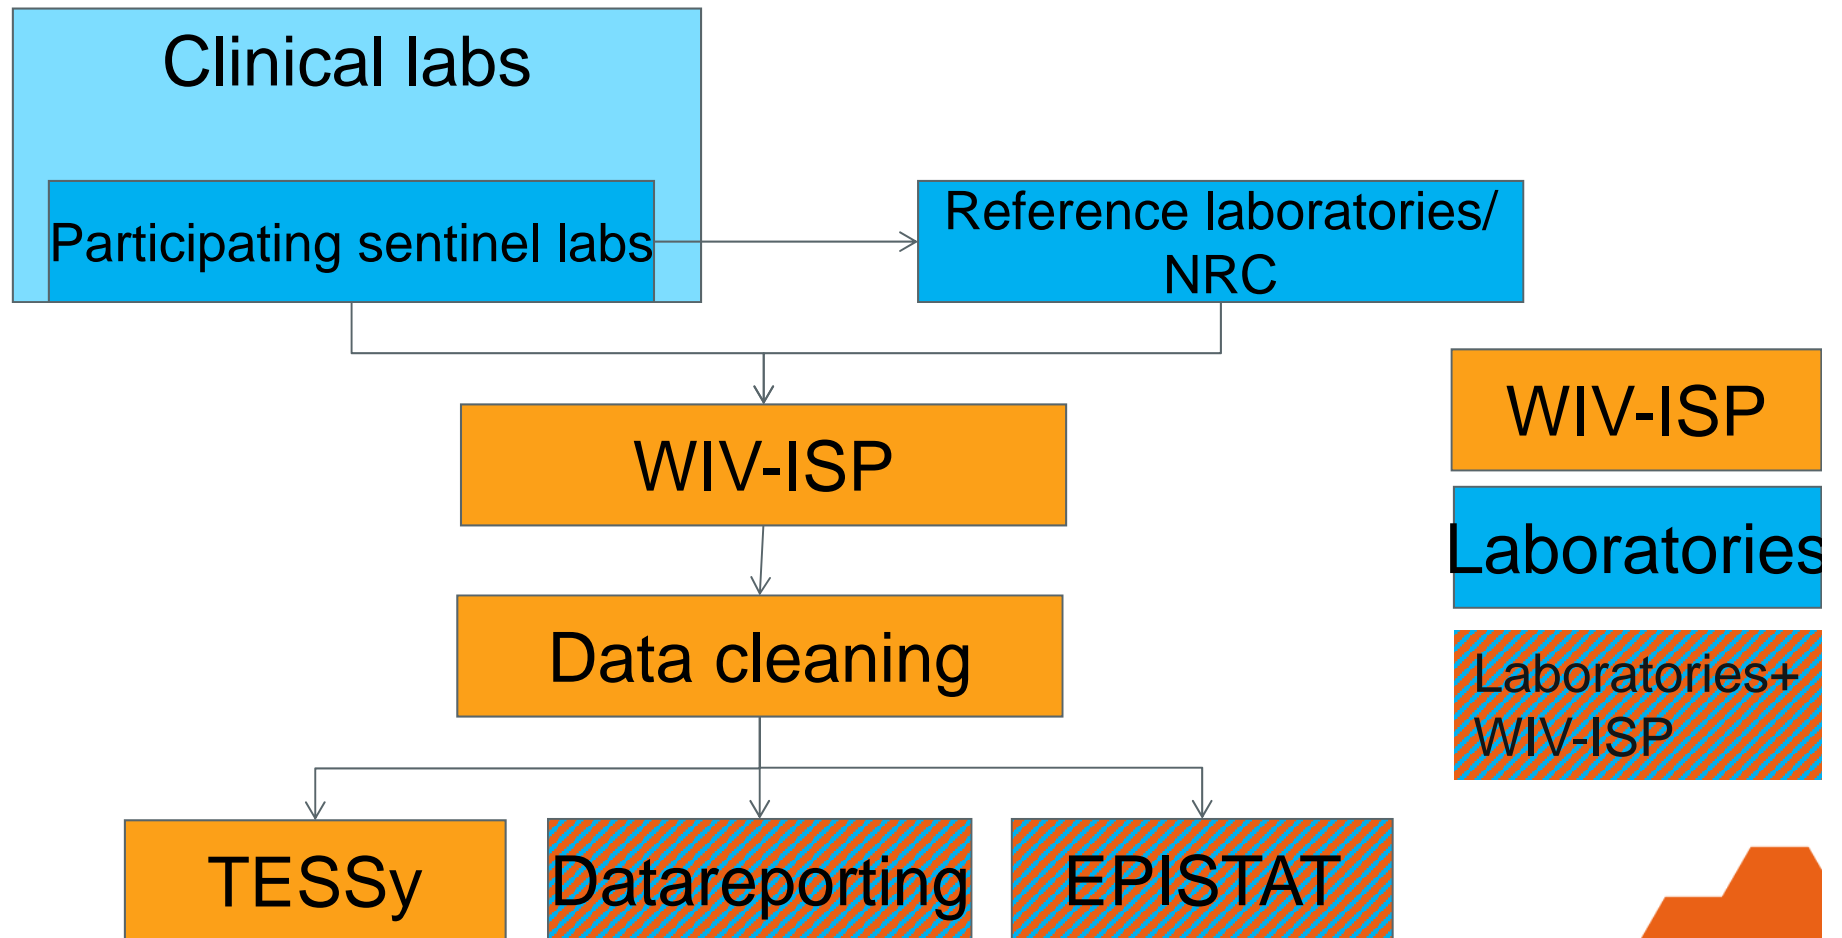 Clinical labs
Participating sentinel labs
Reference laboratories/
NRC
WIV-ISP
Data cleaning
TESSy
Datareporting
EPISTAT
WIV-ISP
Laboratories
Laboratories+
WIV-ISP